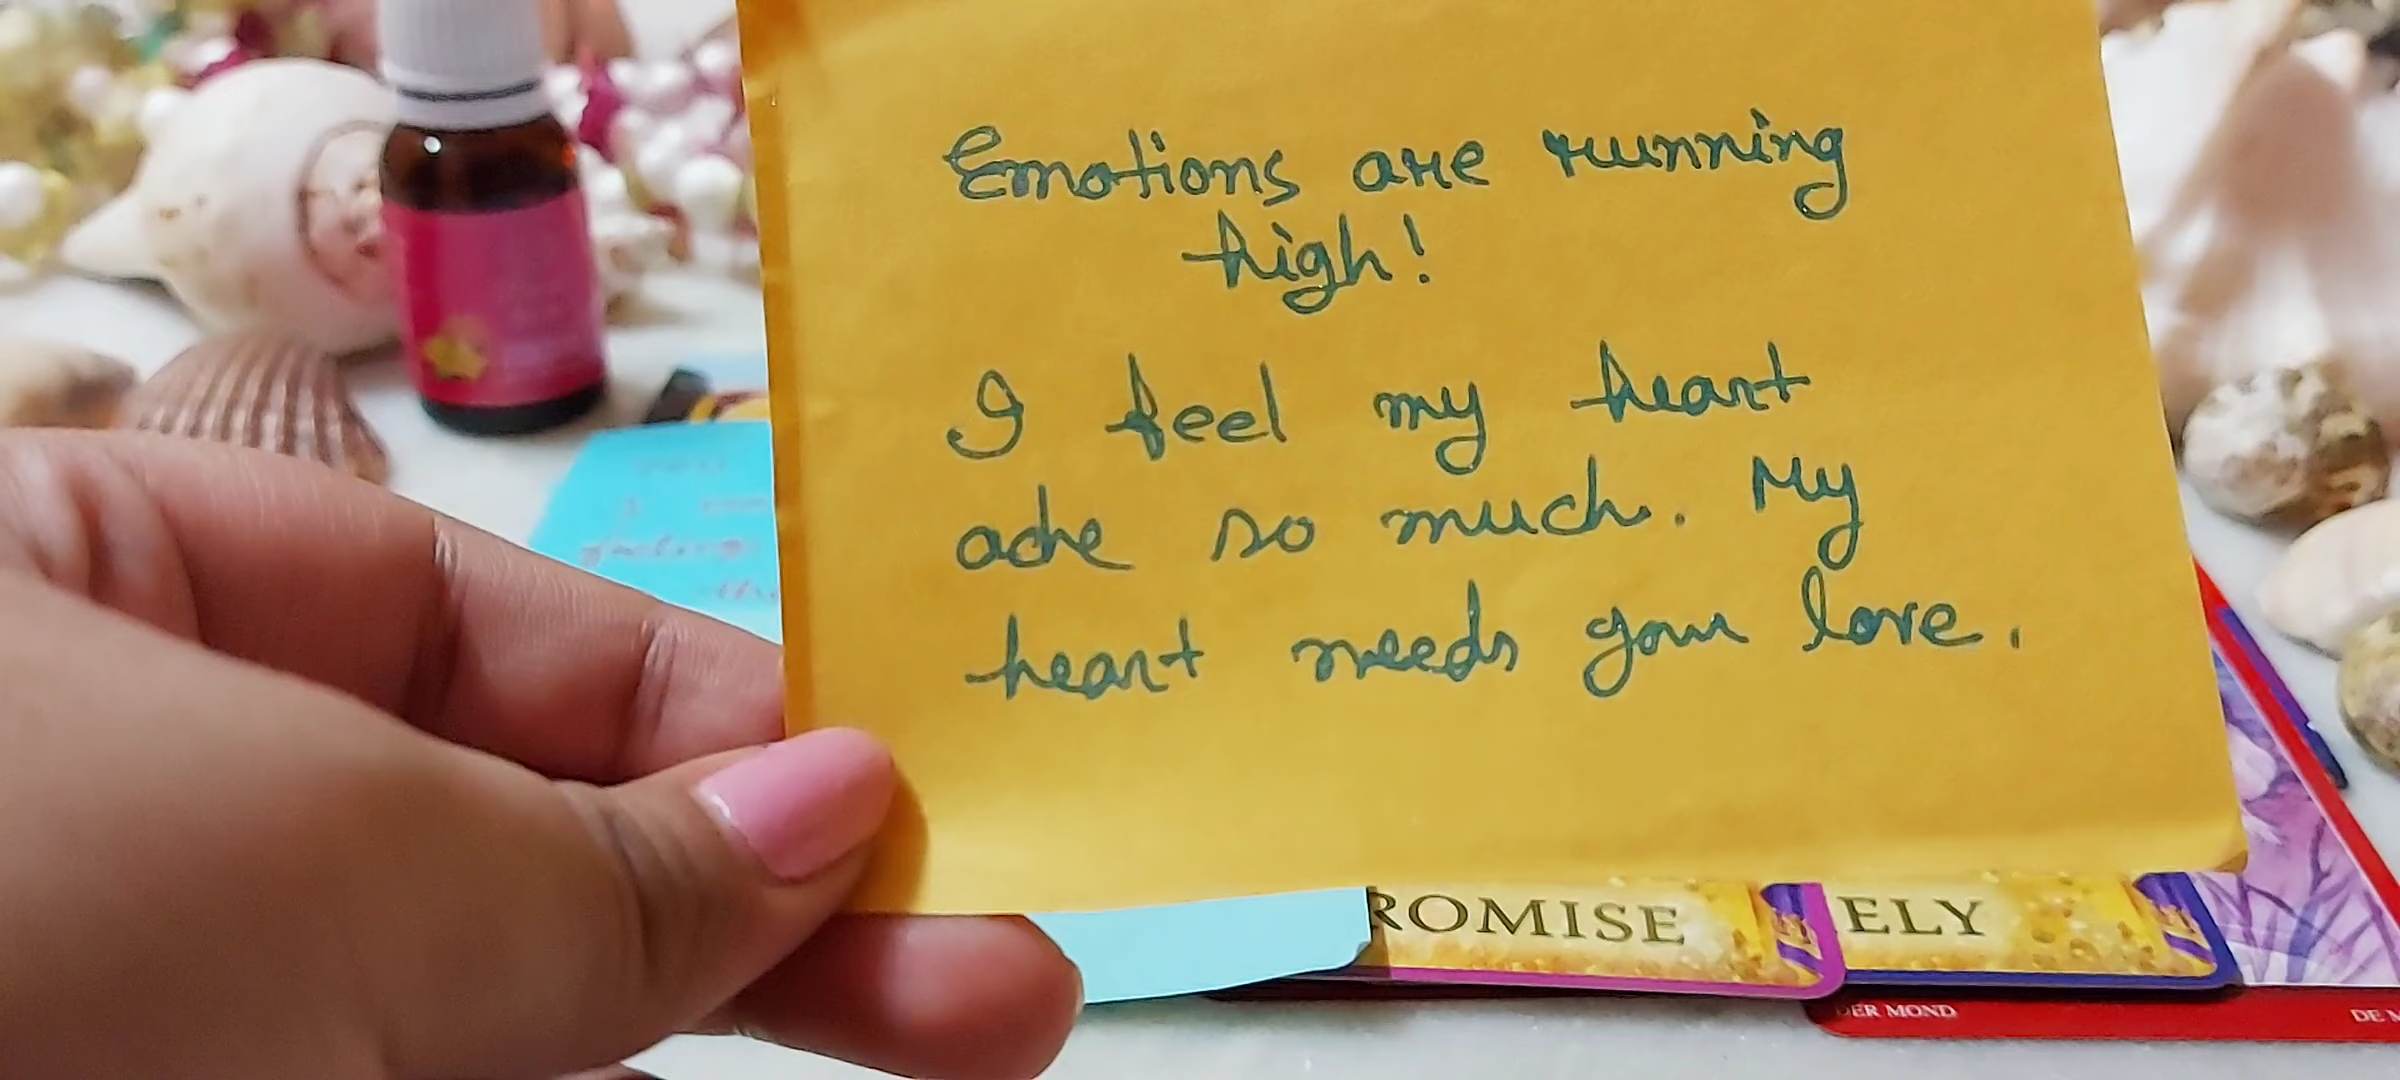 Emotions are running
high!
I feel my heart
ache so much. My
heart needs your love.
ROMISE
ELY
DER MOND
DE M